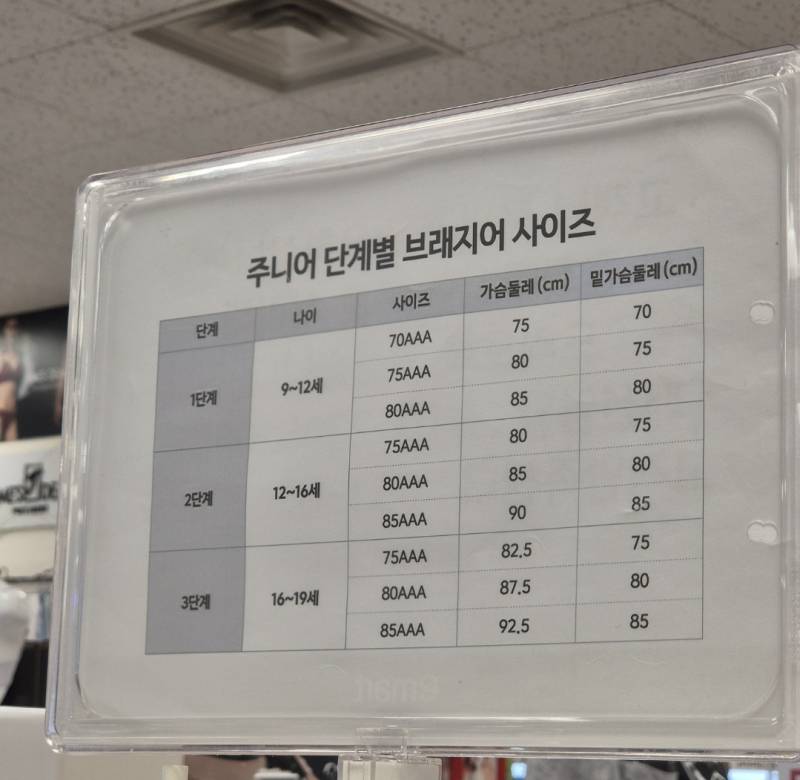 주니어 단계별 브래지어 사이즈
단계 나이 사이즈 가슴둘레(cm) 밑가슴둘레(cm)
1단계 9~12세 70AAA 75 70
75AAA 80 75
80AAA 85 80
2단계 12~16세 75AAA 80 75
80AAA 85 80
85AAA 90 85
3단계 16~19세 75AAA 82.5 75
80AAA 87.5 80
85AAA 92.5 85